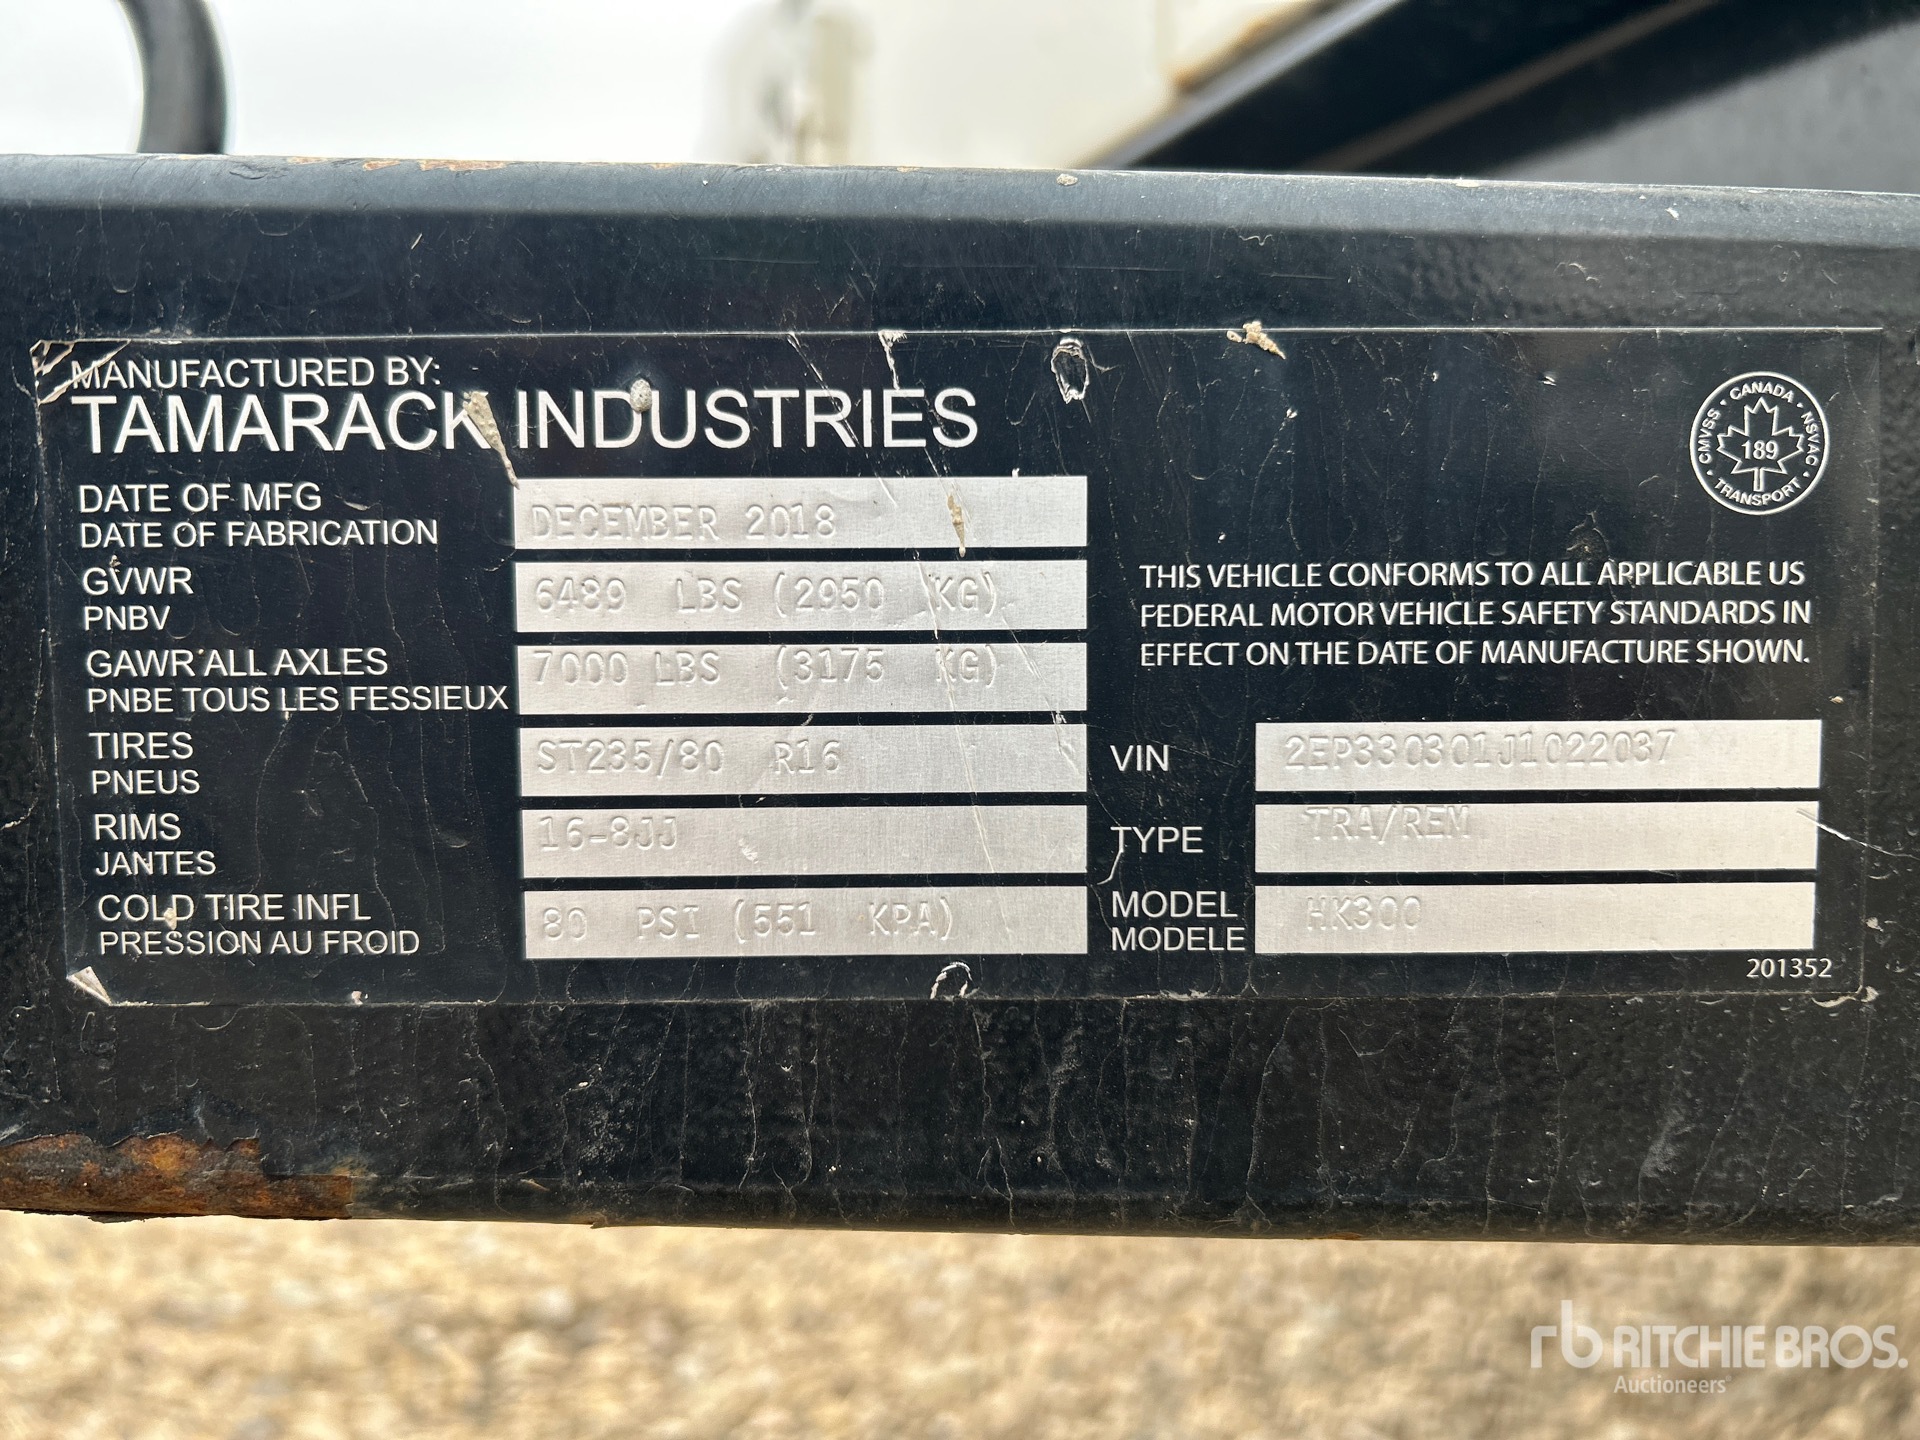 MANUFACTURED BY:
TAMARACK INDUSTRIES
DATE OF MFG
DATE OF FABRICATION
DECEMBER 2018
GVWR
PNBV
6489 LBS (2950 KG)
GAWR ALL AXLES
PNBE TOUS LES FESSIEUX
7000 LBS (3175 KG)
TIRES
PNEUS
ST235/80 R16
RIMS
JANTES
16-8JJ
COLD TIRE INFL
PRESSION AU FROID
80 PSI (551 KPA)
CANADA
CMVSS
NSVAC
189
TRANSPORT
THIS VEHICLE CONFORMS TO ALL APPLICABLE US
FEDERAL MOTOR VEHICLE SAFETY STANDARDS IN
EFFECT ON THE DATE OF MANUFACTURE SHOWN.
VIN
2EP330301J1022037
TYPE
TRA/REM
MODEL
MODELE
HK300
201352
rb RITCHIE BROS.
Auctioneers